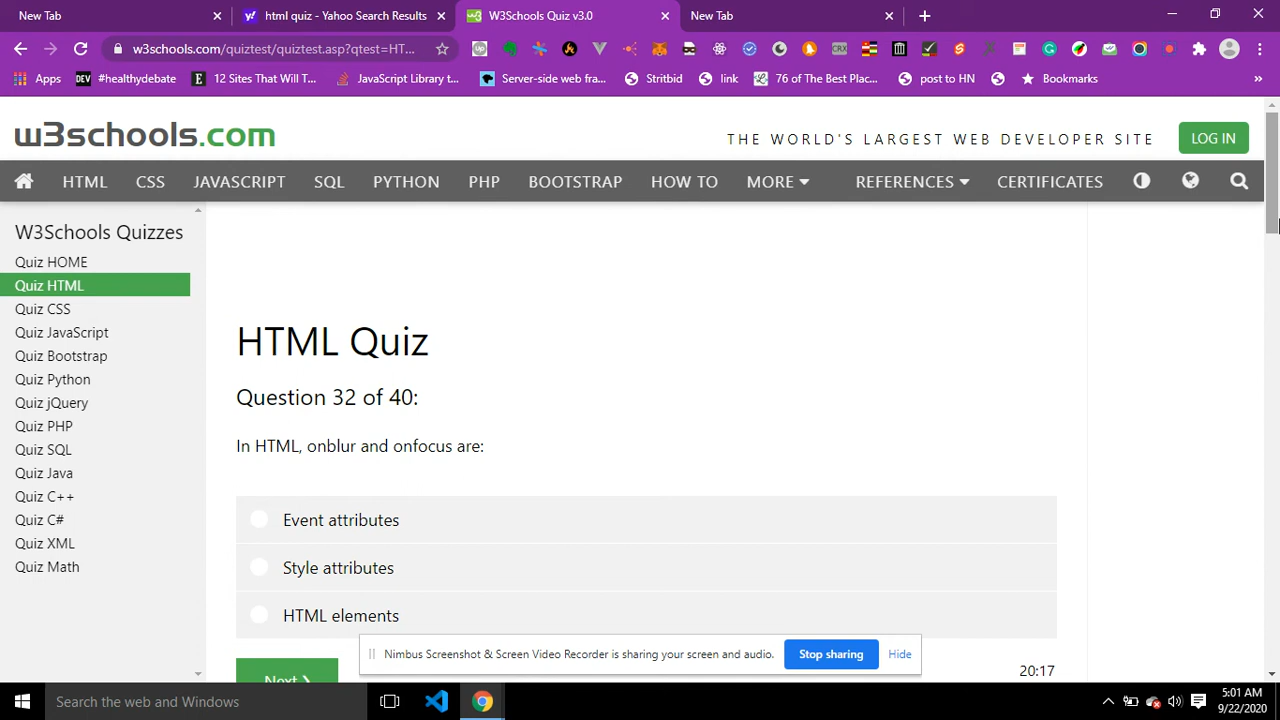 New Tab
html quiz - Yahoo Search Results
W3Schools Quiz v3.0
New Tab
w3schools.com/quiztest/quiztest.asp?qtest=HT...
Apps
#healthydebate
12 Sites That Will T...
JavaScript Library t...
Server-side web fra...
Stritbid
link
76 of The Best Plac...
post to HN
Bookmarks
»
w3schools.com
THE WORLD'S LARGEST WEB DEVELOPER SITE
LOG IN
HTML CSS JAVASCRIPT SQL PYTHON PHP BOOTSTRAP HOW TO MORE REFERENCES CERTIFICATES
W3Schools Quizzes
Quiz HOME
Quiz HTML
Quiz CSS
Quiz JavaScript
Quiz Bootstrap
Quiz Python
Quiz jQuery
Quiz PHP
Quiz SQL
Quiz Java
Quiz C++
Quiz C#
Quiz XML
Quiz Math
HTML Quiz
Question 32 of 40:
In HTML, onblur and onfocus are:
Event attributes
Style attributes
HTML elements
Nimbus Screenshot & Screen Video Recorder is sharing your screen and audio.
Stop sharing
Hide
Next ❯
20:17
Search the web and Windows
5:01 AM
9/22/2020